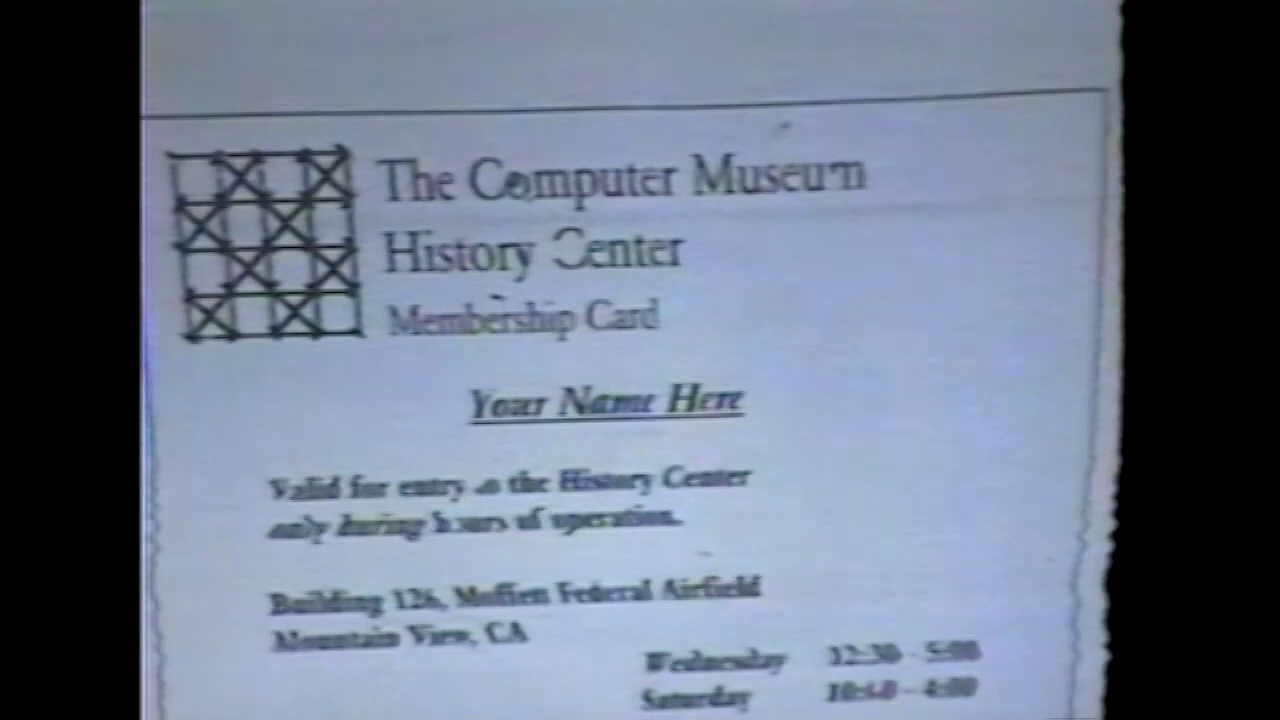 The Computer Museum
History Center
Membership Card
Your Name Here
Valid for entry to the History Center
only during hours of operation.
Building 126, Moffett Federal Airfield
Mountain View, CA
Wednesday 12:30 - 5:00
Saturday 10:00 - 4:00